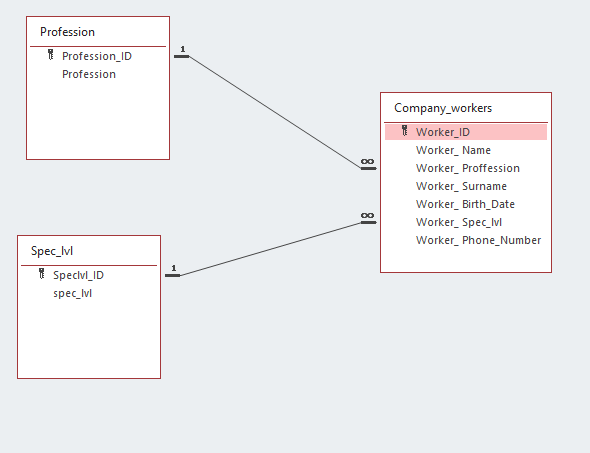 Profession
Profession_ID
Profession
1
Company_workers
Worker_ID
Worker_ Name
Worker_ Proffession
Worker_ Surname
Worker_ Birth_Date
Worker_ Spec_lvl
Worker_ Phone_Number
∞
∞
Spec_lvl
Speclvl_ID
spec_lvl
1